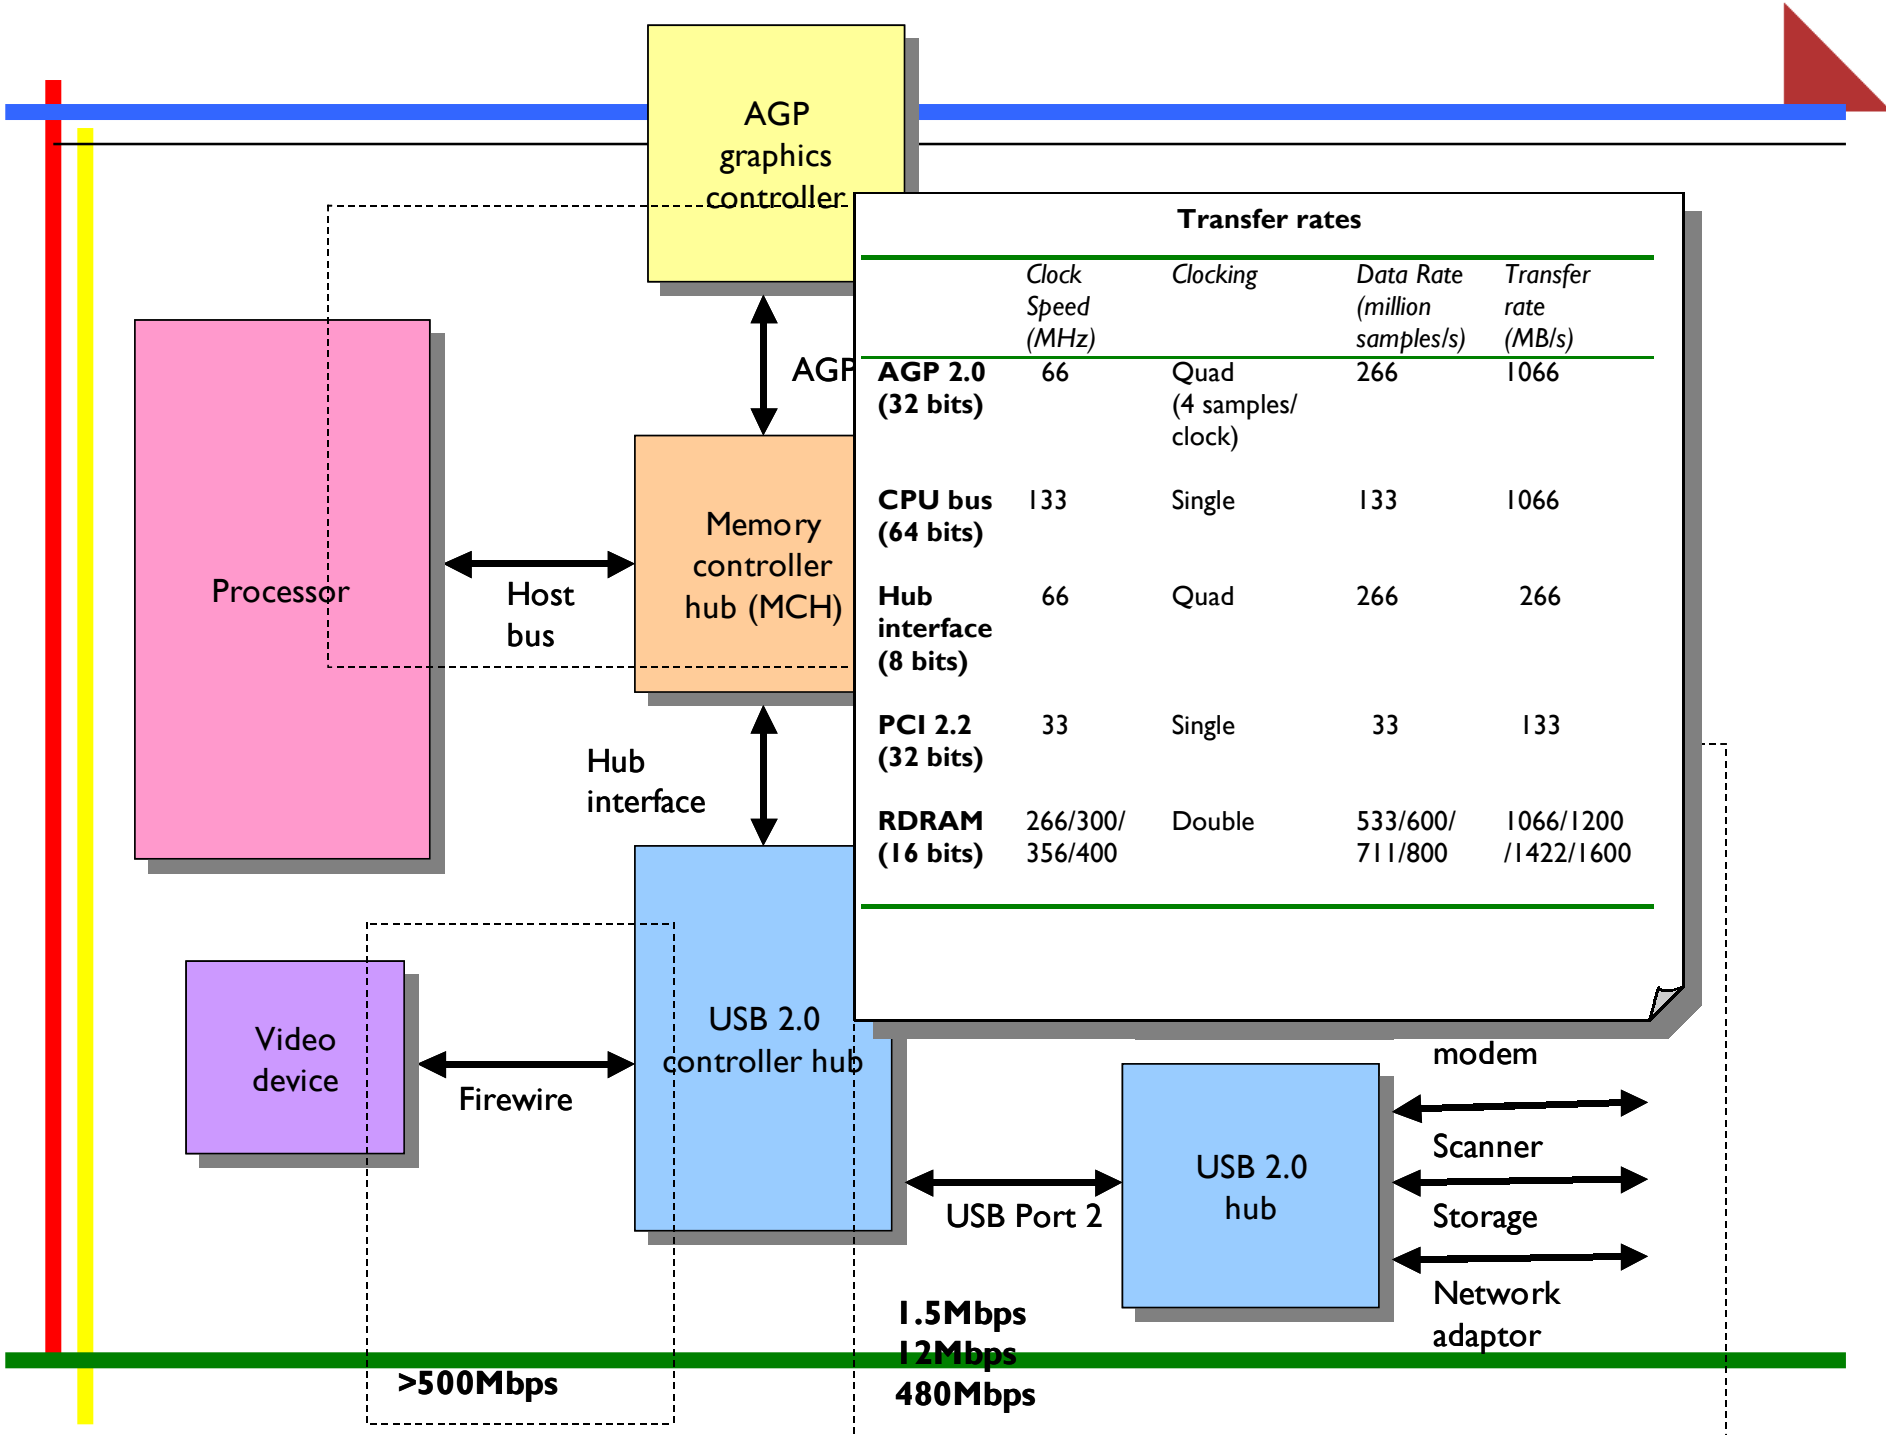 AGP
graphics
controller
Transfer rates
Clock Speed (MHz) Clocking Data Rate (million samples/s) Transfer rate (MB/s)
AGP 2.0 (32 bits) 66 Quad (4 samples/ clock) 266 1066
CPU bus (64 bits) 133 Single 133 1066
Hub interface (8 bits) 66 Quad 266 266
PCI 2.2 (32 bits) 33 Single 33 133
RDRAM (16 bits) 266/300/ 356/400 Double 533/600/ 711/800 1066/1200 /1422/1600
AGP
Processor
Host
bus
Memory
controller
hub (MCH)
Hub
interface
Video
device
Firewire
USB 2.0
controller hub
USB Port 2
USB 2.0
hub
modem
Scanner
Storage
Network
adaptor
>500Mbps
1.5Mbps
12Mbps
480Mbps